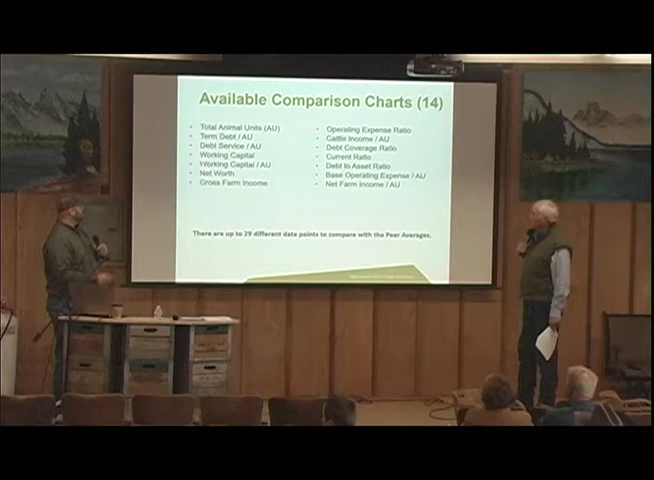 Available Comparison Charts (14)
• Total Animal Units (AU)
• Term Debt / AU
• Debt Service / AU
• Working Capital
• Working Capital / AU
• Net Worth
• Gross Farm Income
• Operating Expense Ratio
• Cattle Income / AU
• Debt Coverage Ratio
• Current Ratio
• Debt to Asset Ratio
• Base Operating Expense / AU
• Net Farm Income / AU
There are up to 29 different data points to compare with the Peer Averages.